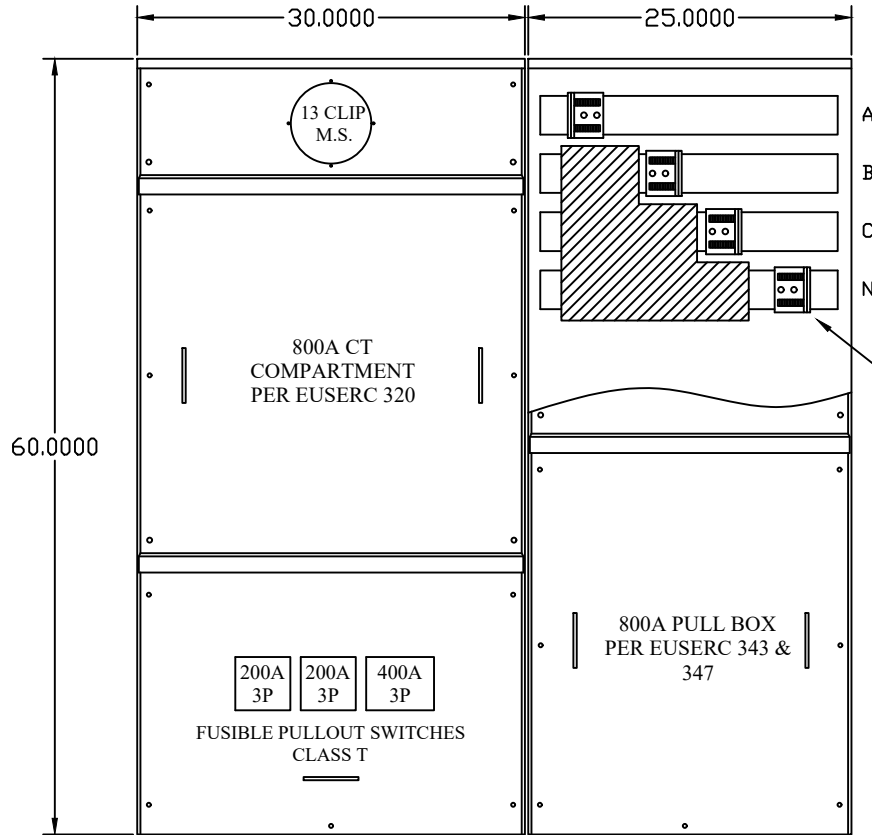 30.0000
25.0000
13 CLIP
M.S.
A
B
C
N
800A CT
COMPARTMENT
PER EUSERC 320
60.0000
800A PULL BOX
PER EUSERC 343 &
347
200A
3P
200A
3P
400A
3P
FUSIBLE PULLOUT SWITCHES
CLASS T